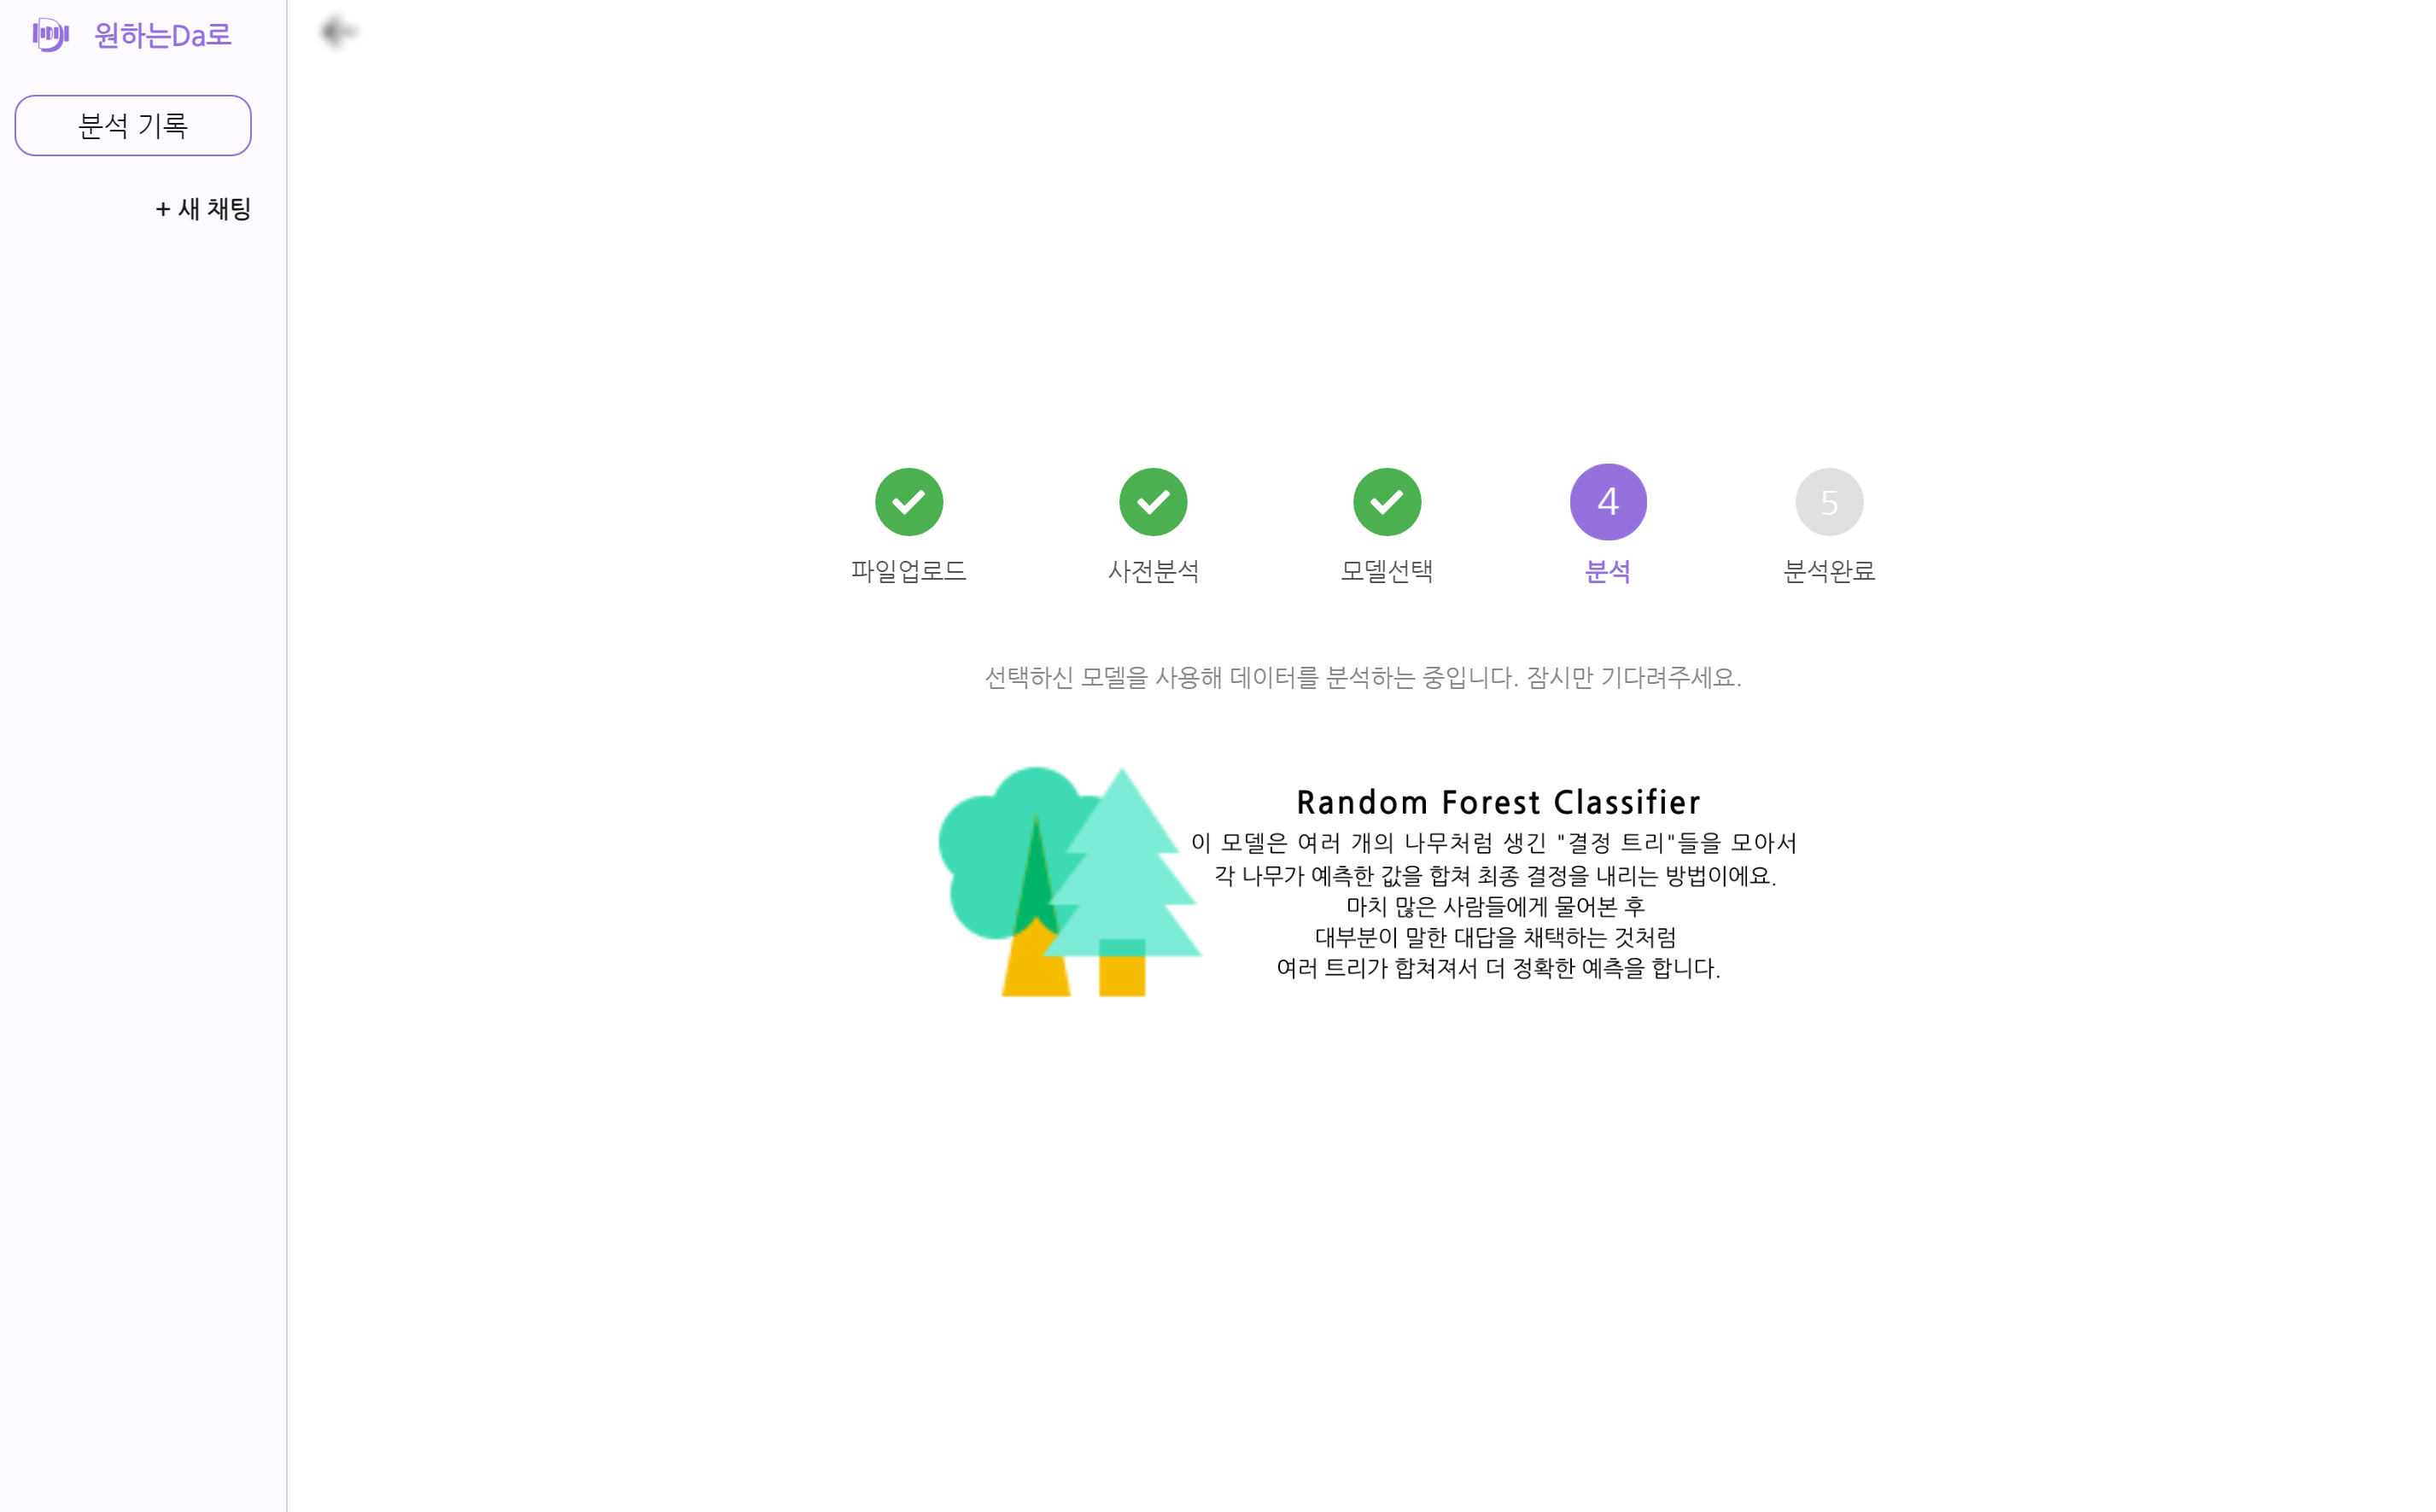 원하는Da로
분석 기록
+ 새 채팅
4
5
파일업로드
사전분석
모델선택
분석
분석완료
선택하신 모델을 사용해 데이터를 분석하는 중입니다. 잠시만 기다려주세요.
Random Forest Classifier
이 모델은 여러 개의 나무처럼 생긴 "결정 트리"들을 모아서
각 나무가 예측한 값을 합쳐 최종 결정을 내리는 방법이에요.
마치 많은 사람들에게 물어본 후
대부분이 말한 대답을 채택하는 것처럼
여러 트리가 합쳐져서 더 정확한 예측을 합니다.